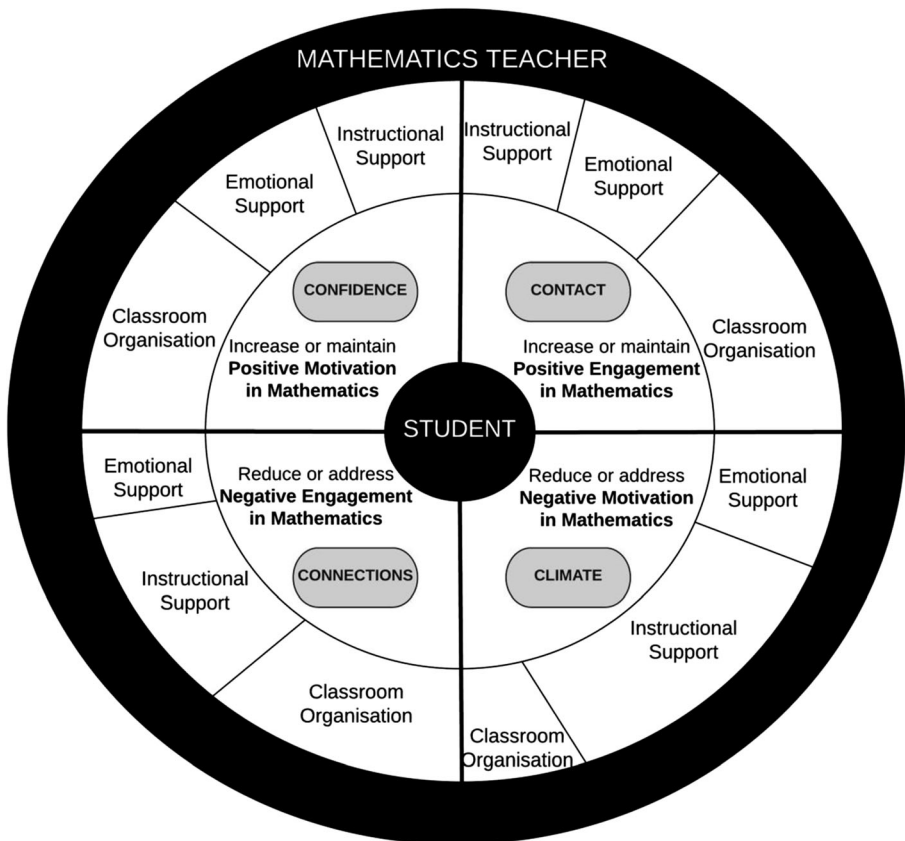 MATHEMATICS TEACHER
Instructional
Support
Instructional
Support
Emotional
Support
Emotional
Support
Classroom
Organisation
Classroom
Organisation
CONFIDENCE
CONTACT
Increase or maintain
Positive Motivation
in Mathematics
Increase or maintain
Positive Engagement
in Mathematics
STUDENT
Emotional
Support
Reduce or address
Negative Engagement
in Mathematics
Reduce or address
Negative Motivation
in Mathematics
Emotional
Support
CONNECTIONS
CLIMATE
Instructional
Support
Instructional
Support
Classroom
Organisation
Classroom
Organisation